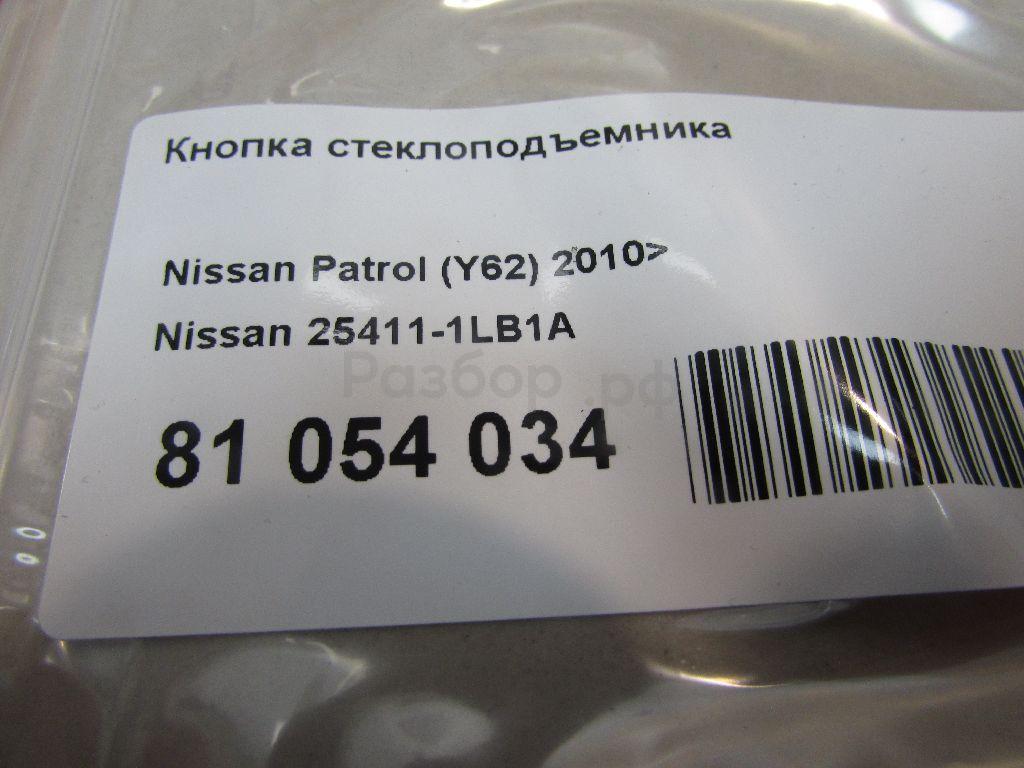 Кнопка стеклоподъемника
Nissan Patrol (Y62) 2010>
Nissan 25411-1LB1A
Разбор.рф
81 054 034